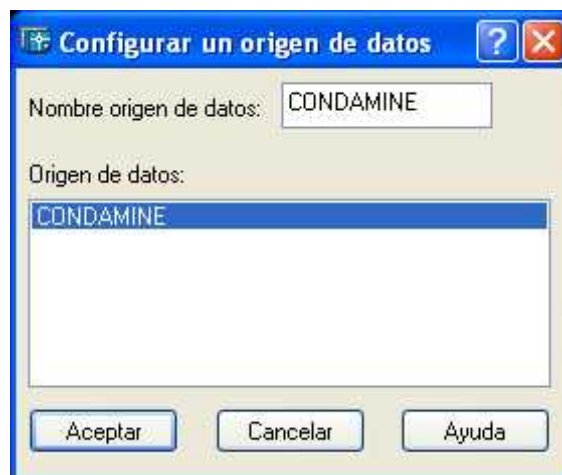 Configurar un origen de datos
Nombre origen de datos: CONDAMINE
Origen de datos:
CONDAMINE
Aceptar Cancelar Ayuda